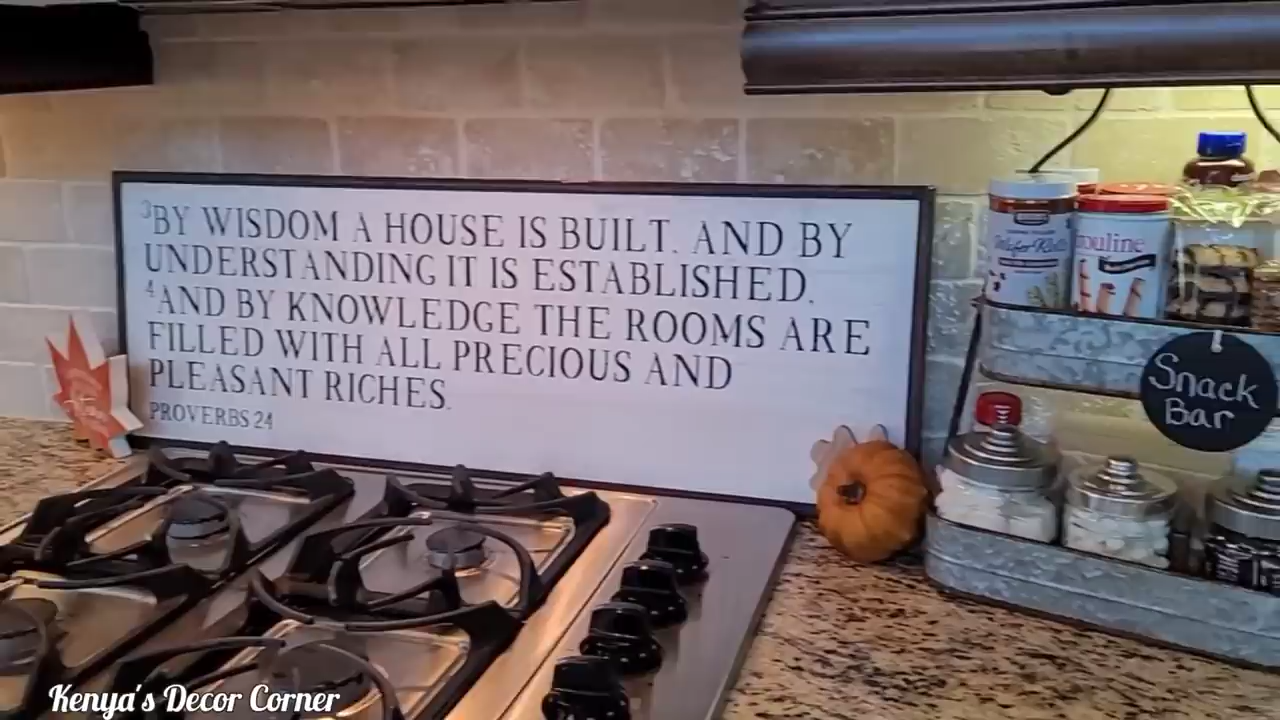 ³BY WISDOM A HOUSE IS BUILT. AND BY
UNDERSTANDING IT IS ESTABLISHED.
⁴AND BY KNOWLEDGE THE ROOMS ARE
FILLED WITH ALL PRECIOUS AND
PLEASANT RICHES.
PROVERBS 24
Snack
Bar
Kenya's Decor Corner